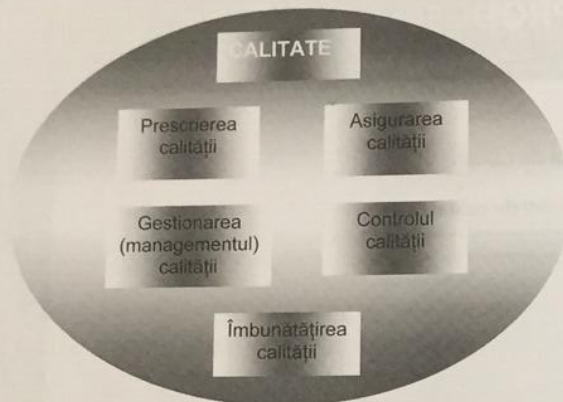 CALITATE
Prescrierea
calității
Asigurarea
calității
Gestionarea
(managementul)
calității
Controlul
calității
Îmbunătățirea
calității